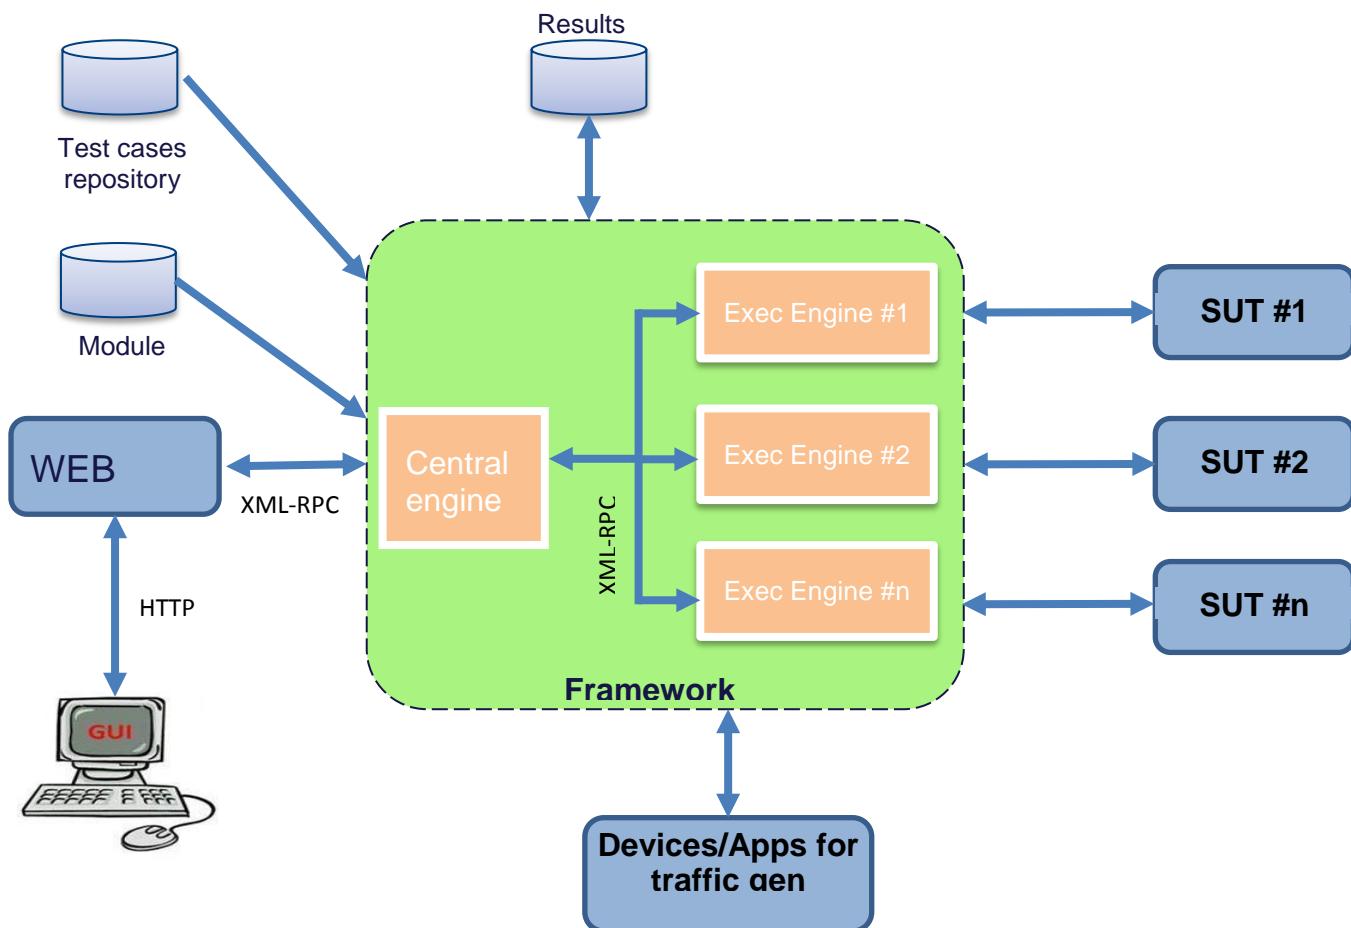 Results
Test cases
repository
Module
WEB
XML-RPC
HTTP
GUI
Central
engine
XML-RPC
Exec Engine #1
Exec Engine #2
Exec Engine #n
Framework
SUT #1
SUT #2
SUT #n
Devices/Apps for
traffic gen